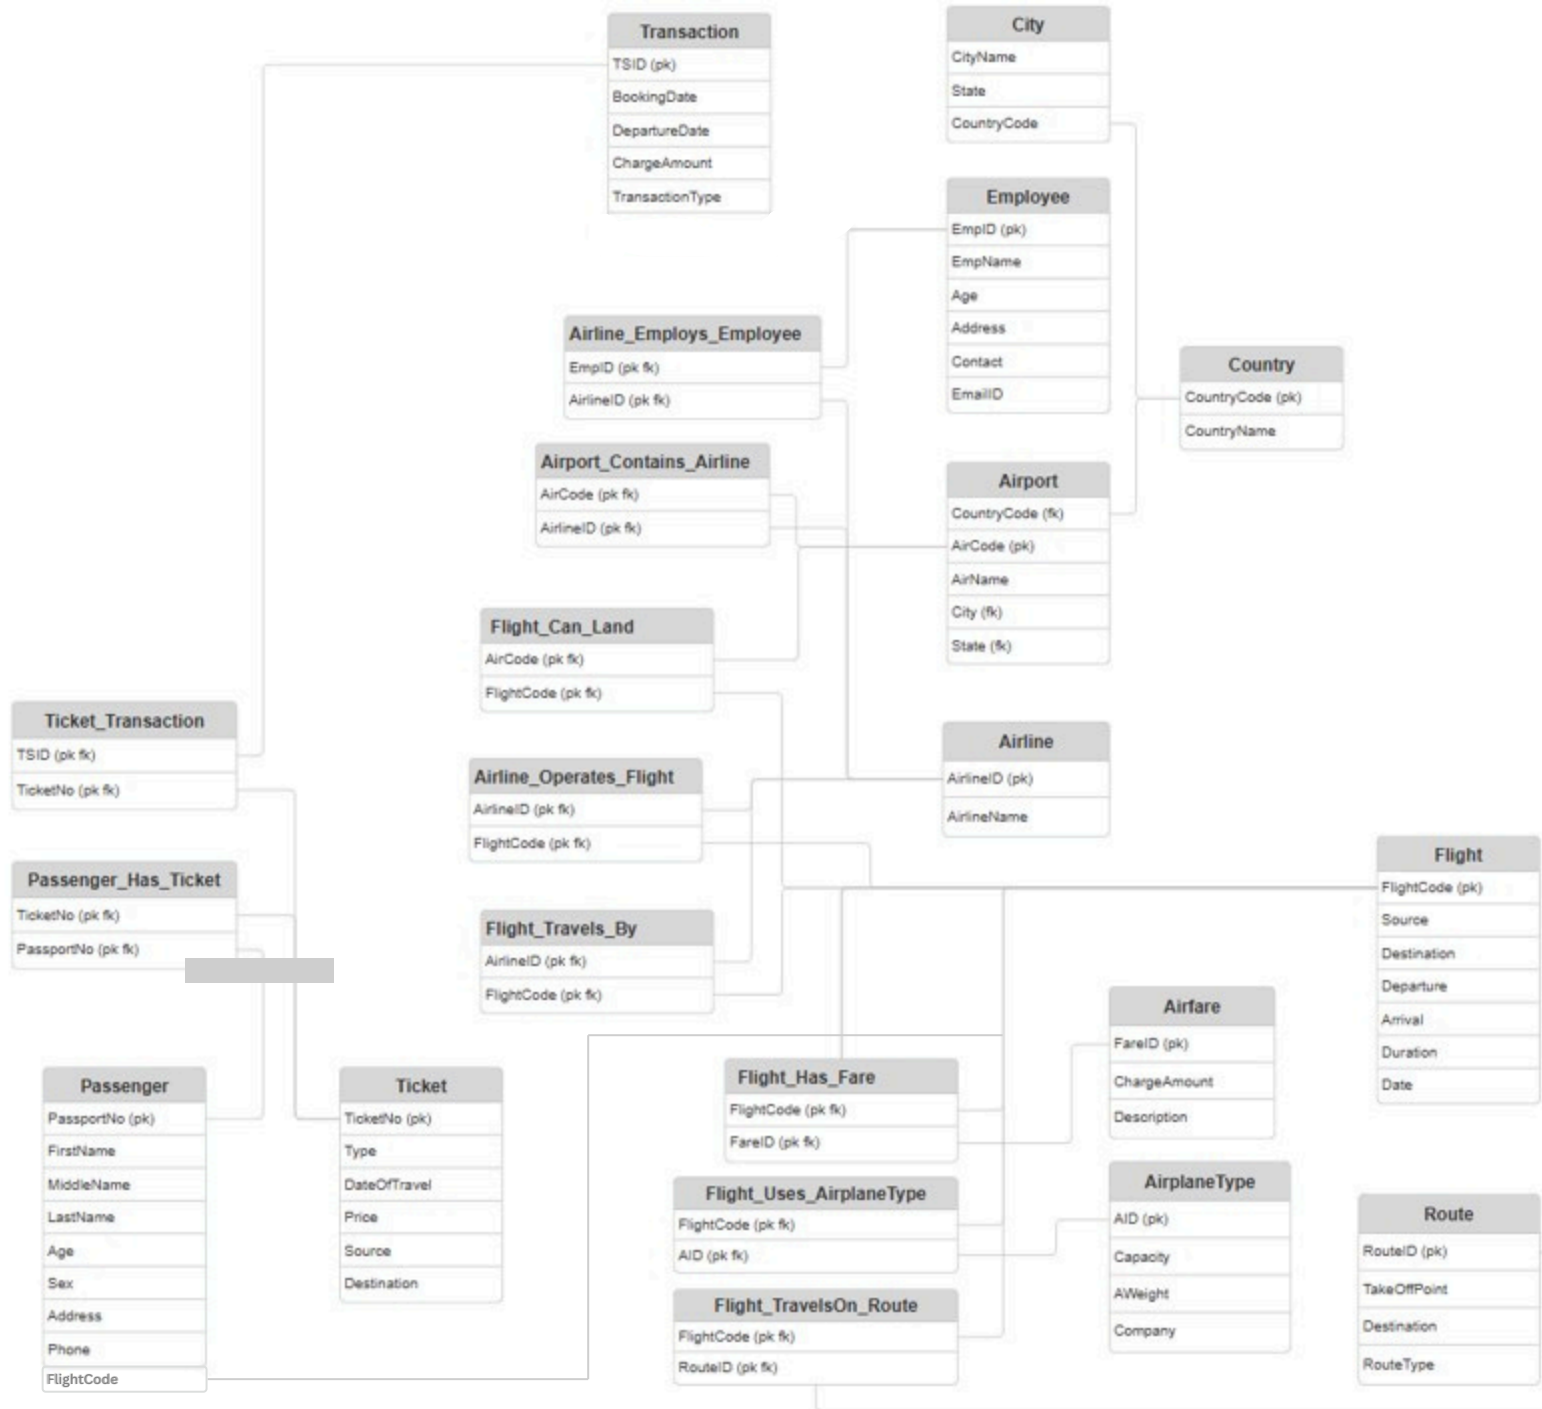 Transaction
TSID (pk)
BookingDate
DepartureDate
ChargeAmount
TransactionType
City
CityName
State
CountryCode
Employee
EmpID (pk)
EmpName
Age
Address
Contact
EmailID
Airline_Employs_Employee
EmpID (pk fk)
AirlineID (pk fk)
Country
CountryCode (pk)
CountryName
Airport_Contains_Airline
AirCode (pk fk)
AirlineID (pk fk)
Airport
CountryCode (fk)
AirCode (pk)
AirName
City (fk)
State (fk)
Flight_Can_Land
AirCode (pk fk)
FlightCode (pk fk)
Ticket_Transaction
TSID (pk fk)
TicketNo (pk fk)
Airline_Operates_Flight
AirlineID (pk fk)
FlightCode (pk fk)
Airline
AirlineID (pk)
AirlineName
Flight
FlightCode (pk)
Source
Destination
Departure
Arrival
Duration
Date
Passenger_Has_Ticket
TicketNo (pk fk)
PassportNo (pk fk)
Flight_Travels_By
AirlineID (pk fk)
FlightCode (pk fk)
Airfare
FareID (pk)
ChargeAmount
Description
Passenger
PassportNo (pk)
FirstName
MiddleName
LastName
Age
Sex
Address
Phone
FlightCode
Ticket
TicketNo (pk)
Type
DateOfTravel
Price
Source
Destination
Flight_Has_Fare
FlightCode (pk fk)
FareID (pk fk)
Flight_Uses_AirplaneType
FlightCode (pk fk)
AID (pk fk)
Flight_TravelsOn_Route
FlightCode (pk fk)
RouteID (pk fk)
AirplaneType
AID (pk)
Capacity
AWeight
Company
Route
RouteID (pk)
TakeOffPoint
Destination
RouteType